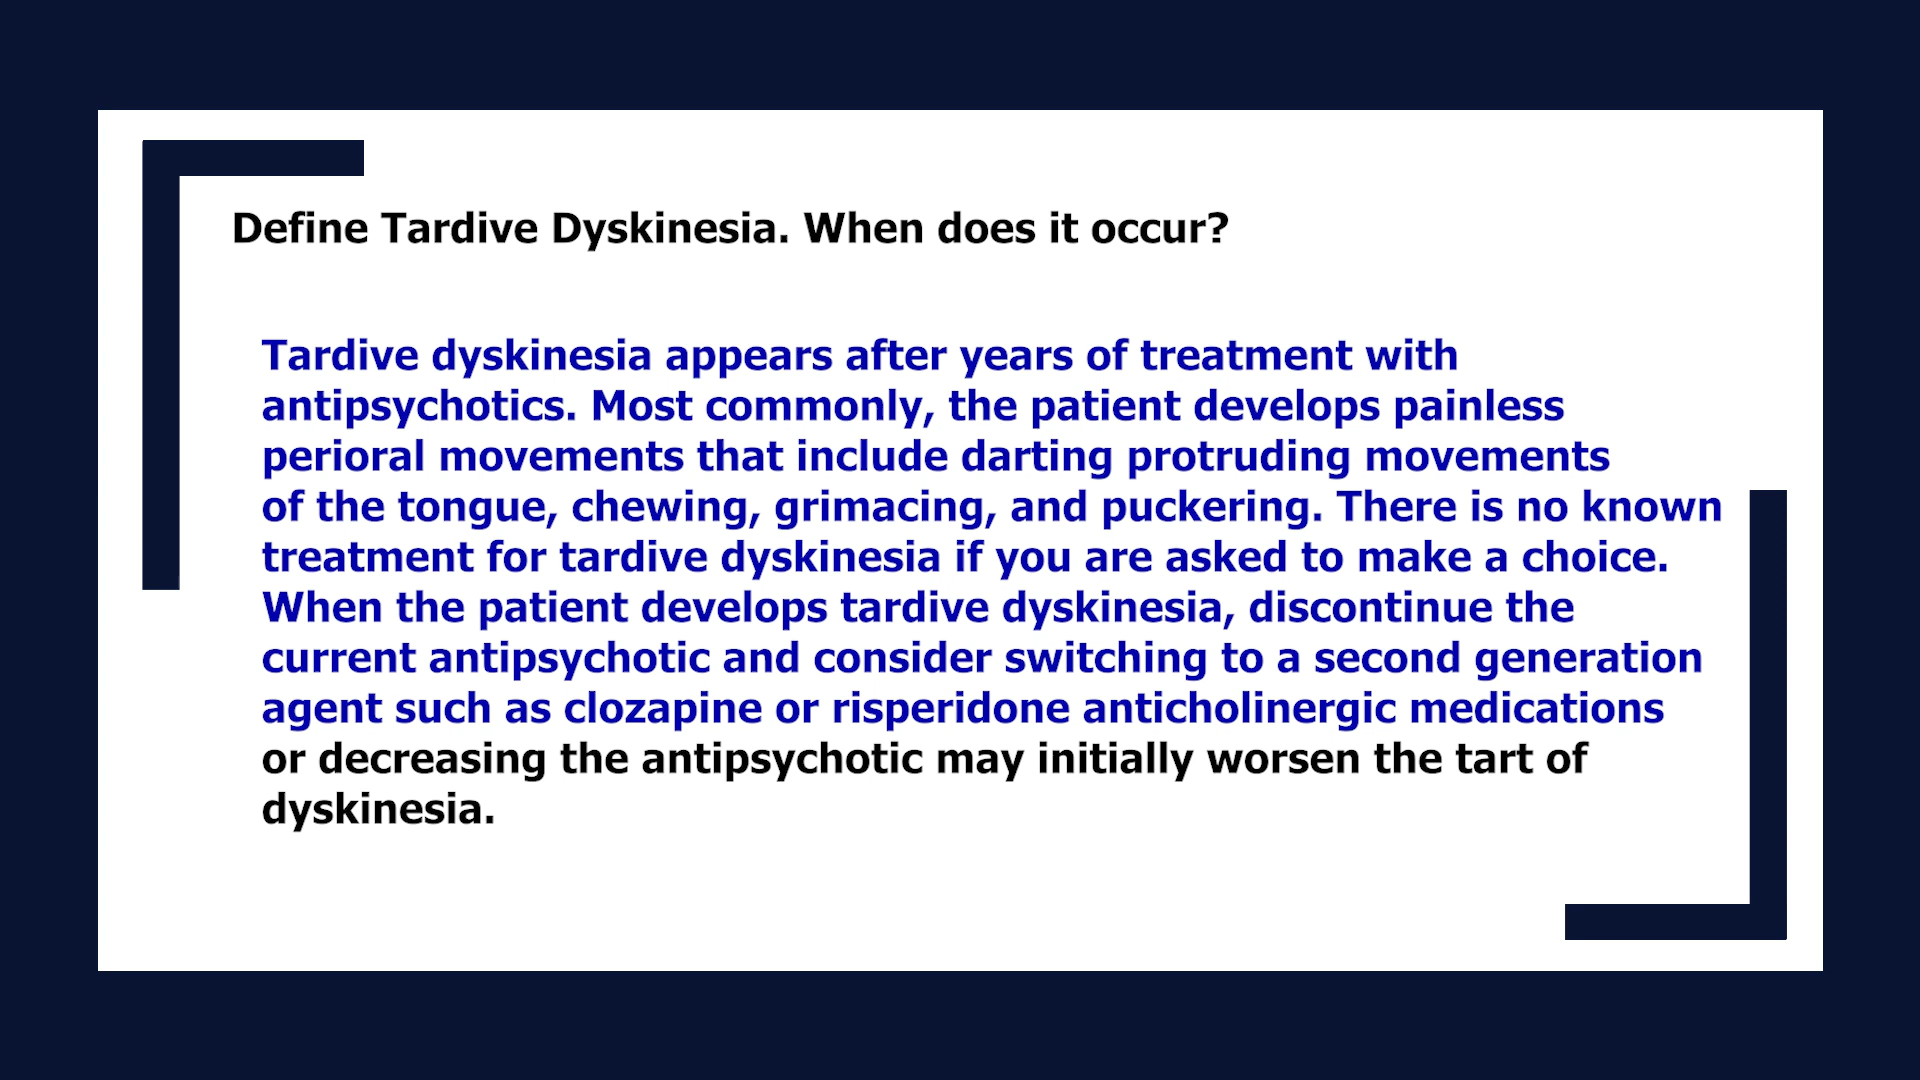 Define Tardive Dyskinesia. When does it occur?
Tardive dyskinesia appears after years of treatment with
antipsychotics. Most commonly, the patient develops painless
perioral movements that include darting protruding movements
of the tongue, chewing, grimacing, and puckering. There is no known
treatment for tardive dyskinesia if you are asked to make a choice.
When the patient develops tardive dyskinesia, discontinue the
current antipsychotic and consider switching to a second generation
agent such as clozapine or risperidone anticholinergic medications
or decreasing the antipsychotic may initially worsen the tart of
dyskinesia.